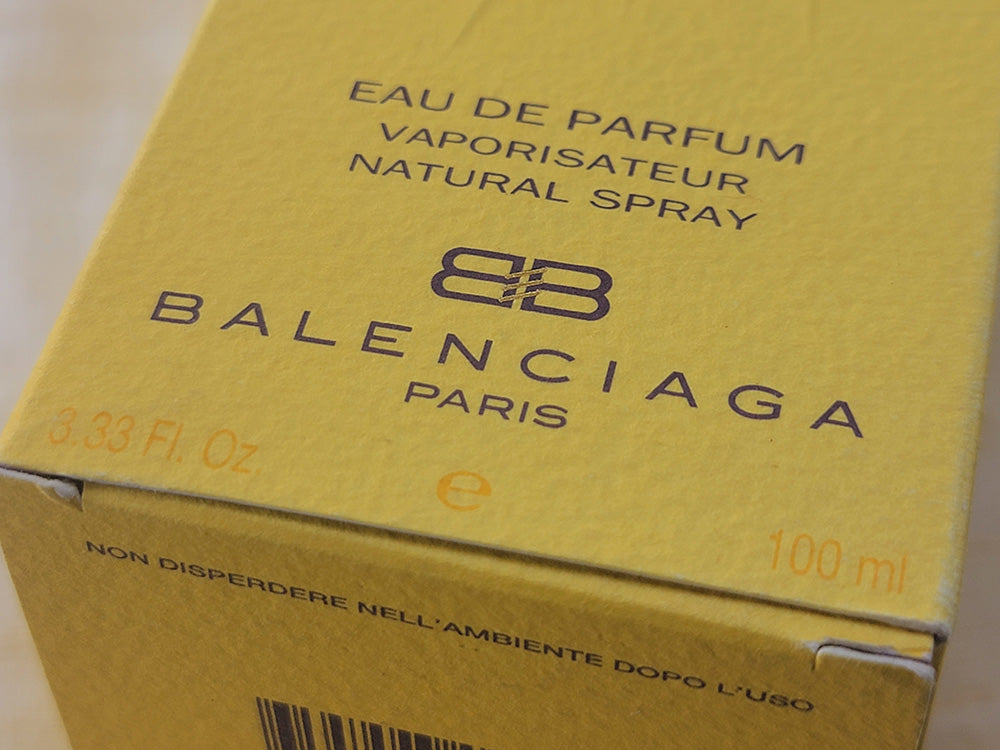 EAU DE PARFUM
VAPORISATEUR
NATURAL SPRAY
BB
BALENCIAGA
PARIS
3.33 Fl. Oz.
e
100 ml
NON DISPERDERE NELL'AMBIENTE DOPO L'USO